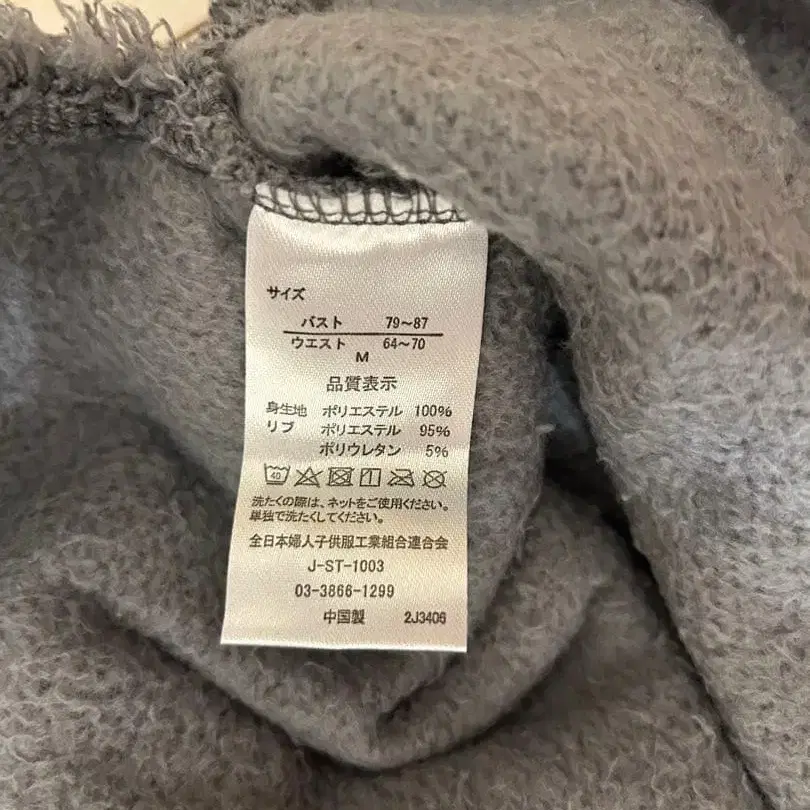 サイズ
バスト 79～87
ウエスト 64～70
M
品質表示
身生地 ポリエステル 100%
リブ ポリエステル 95%
ポリウレタン 5%
40
洗たくの際は、ネットをご使用ください。
単独で洗たくしてください。
全日本婦人子供服工業組合連合会
J-ST-1003
03-3866-1299
中国製 2J3406